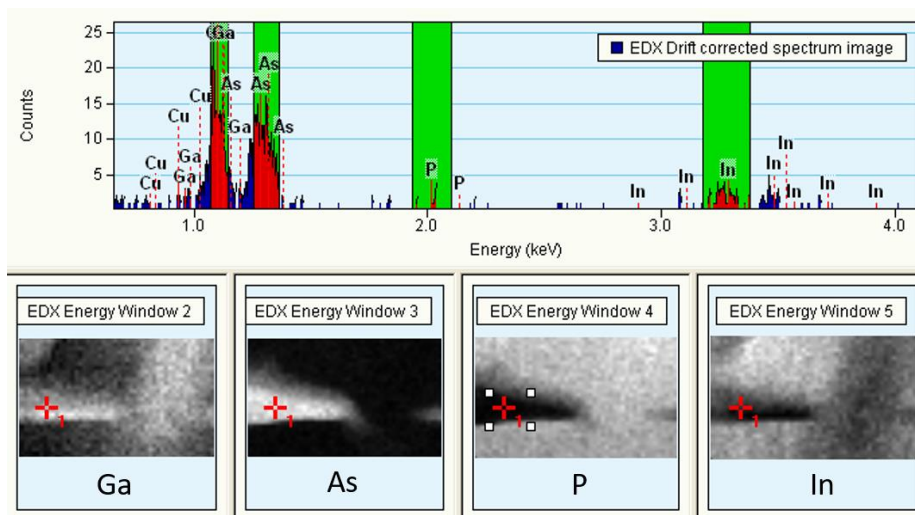 25
20
15
10
5
Counts
EDX Drift corrected spectrum image
Ga
As
As
As
Cu
Cu
Ga
As
Cu
Ga
Cu
Ga
P
P
In
In
In
In
In
In
In
In
1.0 2.0 3.0 4.0
Energy (keV)
EDX Energy Window 2 EDX Energy Window 3 EDX Energy Window 4 EDX Energy Window 5
1 1 1 1
Ga As P In